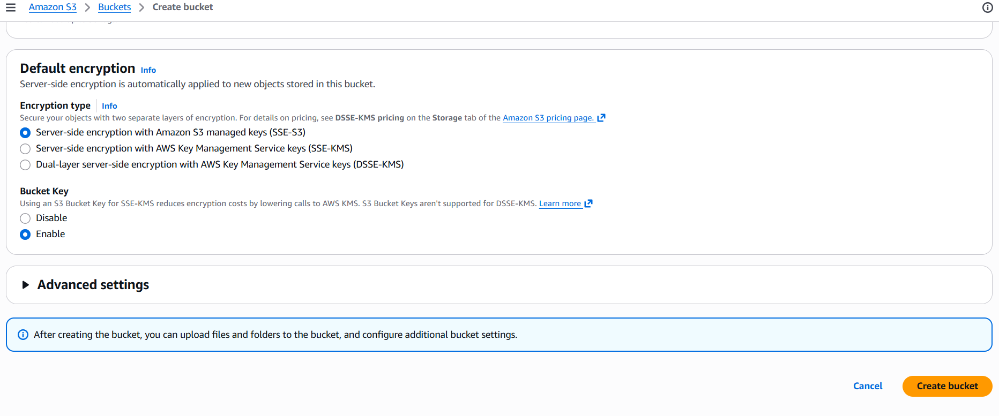 Amazon S3 > Buckets > Create bucket
Default encryption Info
Server-side encryption is automatically applied to new objects stored in this bucket.
Encryption type Info
Secure your objects with two separate layers of encryption. For details on pricing, see DSSE-KMS pricing on the Storage tab of the Amazon S3 pricing page.
Server-side encryption with Amazon S3 managed keys (SSE-S3)
Server-side encryption with AWS Key Management Service keys (SSE-KMS)
Dual-layer server-side encryption with AWS Key Management Service keys (DSSE-KMS)
Bucket Key
Using an S3 Bucket Key for SSE-KMS reduces encryption costs by lowering calls to AWS KMS. S3 Bucket Keys aren't supported for DSSE-KMS. Learn more
Disable
Enable
Advanced settings
After creating the bucket, you can upload files and folders to the bucket, and configure additional bucket settings.
Cancel Create bucket